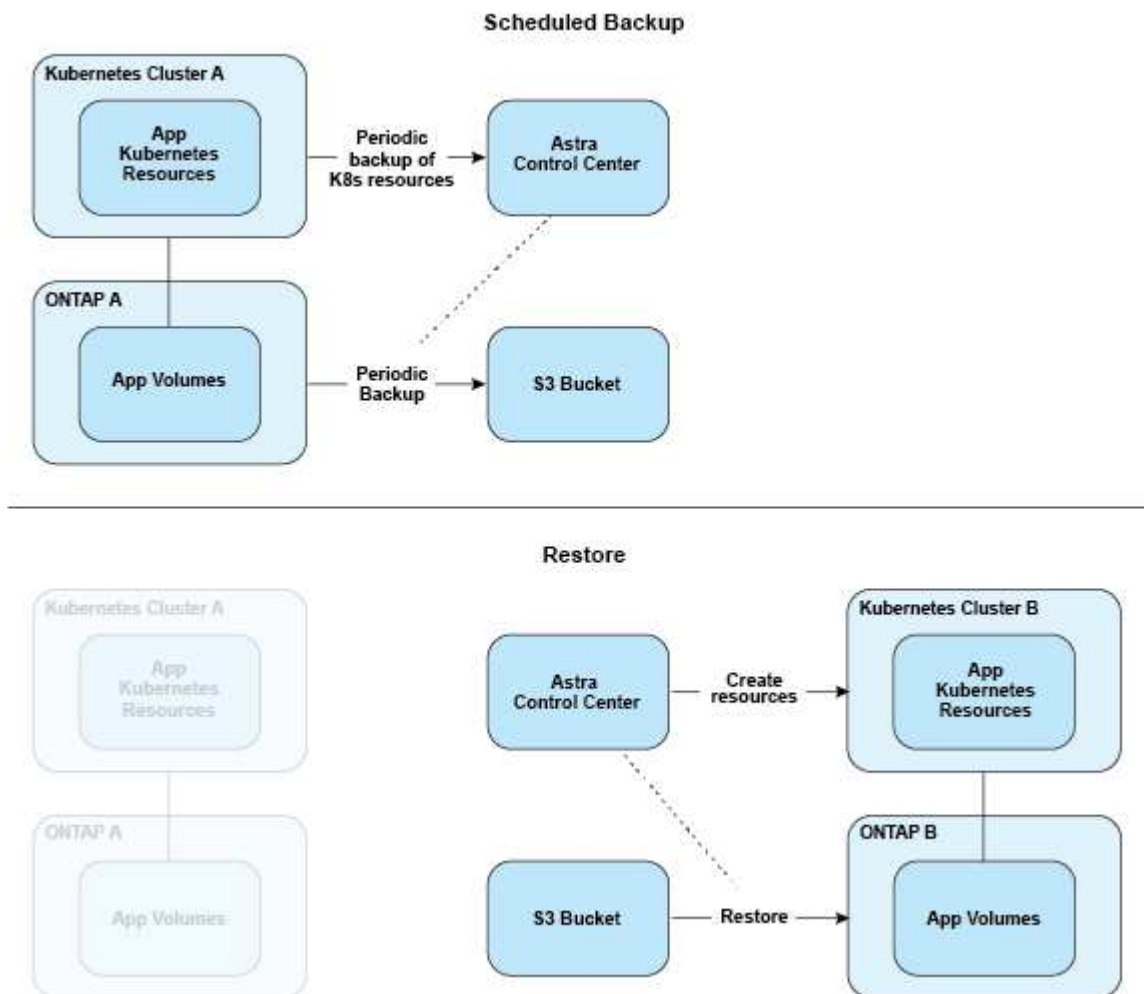 Scheduled Backup
Kubernetes Cluster A
App
Kubernetes
Resources
Periodic
backup of
K8s resources
Astra
Control Center
ONTAP A
App Volumes
Periodic
Backup
S3 Bucket
Restore
Kubernetes Cluster A
App
Kubernetes
Resources
Astra
Control Center
Create
resources
Kubernetes Cluster B
App
Kubernetes
Resources
ONTAP A
App Volumes
S3 Bucket
Restore
ONTAP B
App Volumes